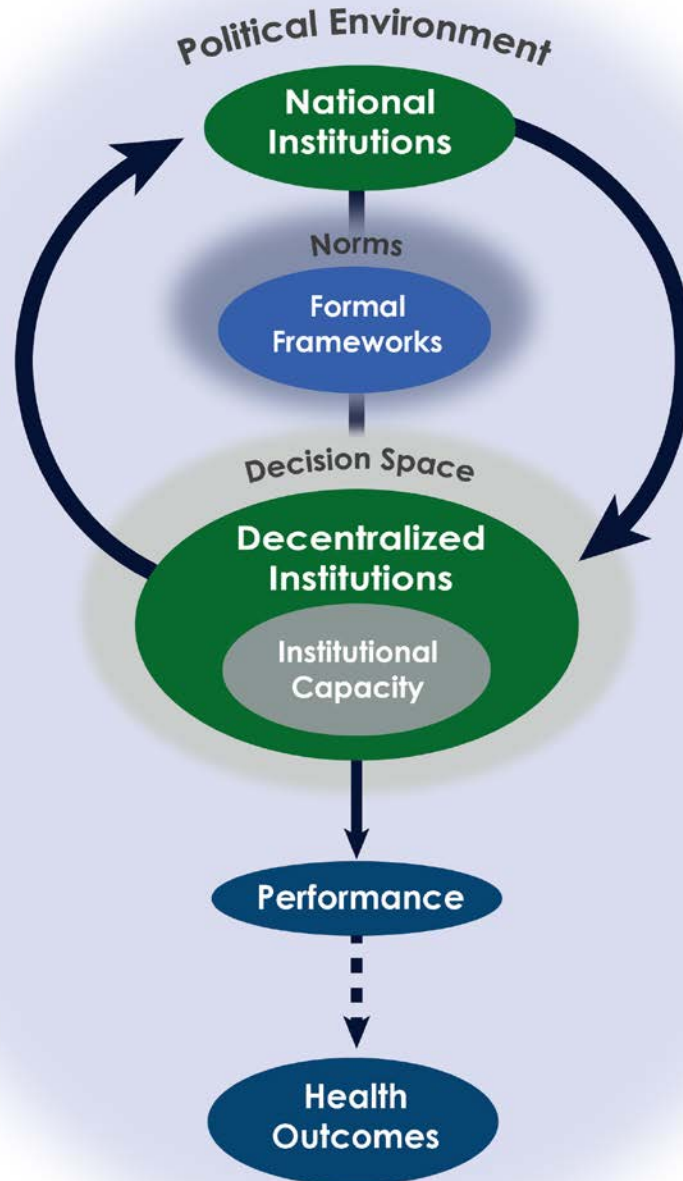 Political Environment
National
Institutions
Norms
Formal
Frameworks
Decision Space
Decentralized
Institutions
Institutional
Capacity
Performance
Health
Outcomes